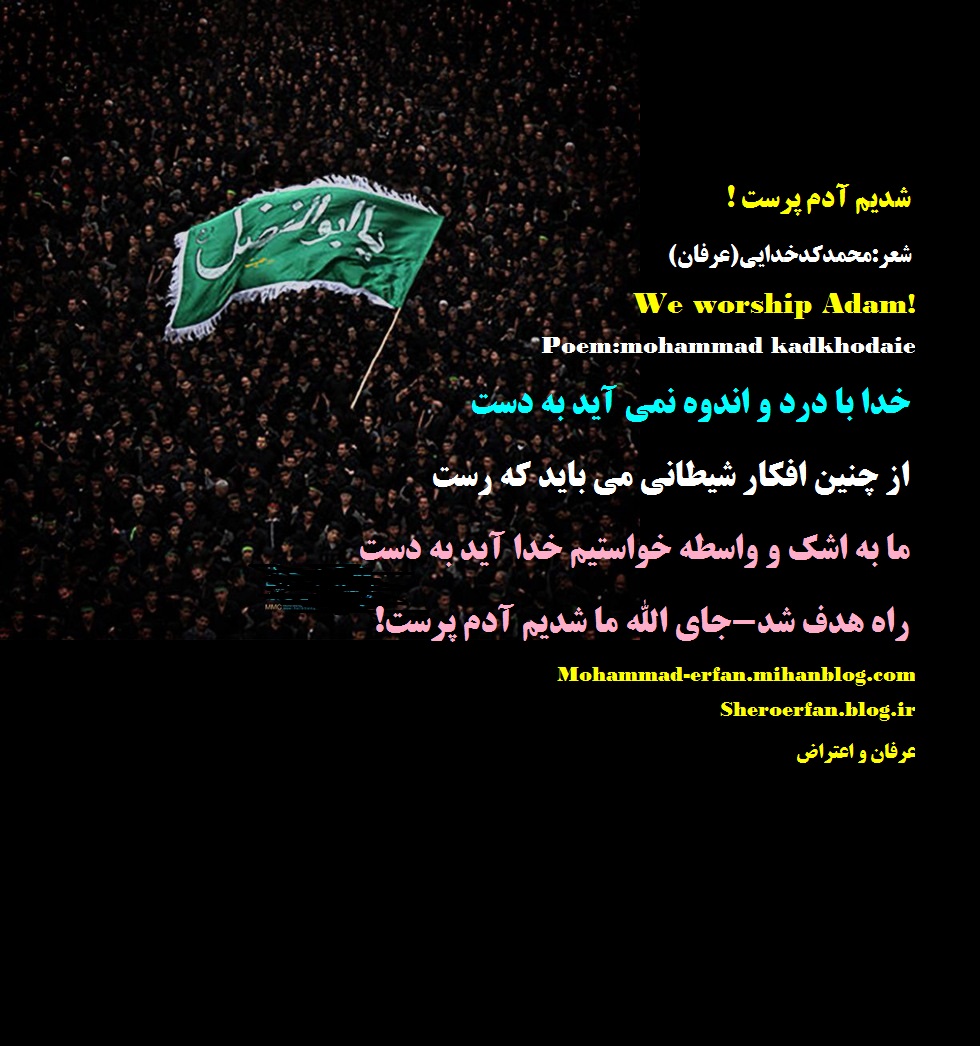 یا ابوالفضل
شدیم آدم پرست !
شعر:محمدکدخدایی(عرفان)
We worship Adam!
Poem:mohammad kadkhodaie
خدا با درد و اندوه نمی آید به دست
از چنین افکار شیطانی می باید که رست
ما به اشک و واسطه خواستیم خدا آید به دست
راه هدف شد–جای الله ما شدیم آدم پرست!
MMC
Mohammad-erfan.mihanblog.com
Sheroerfan.blog.ir
عرفان و اعتراض